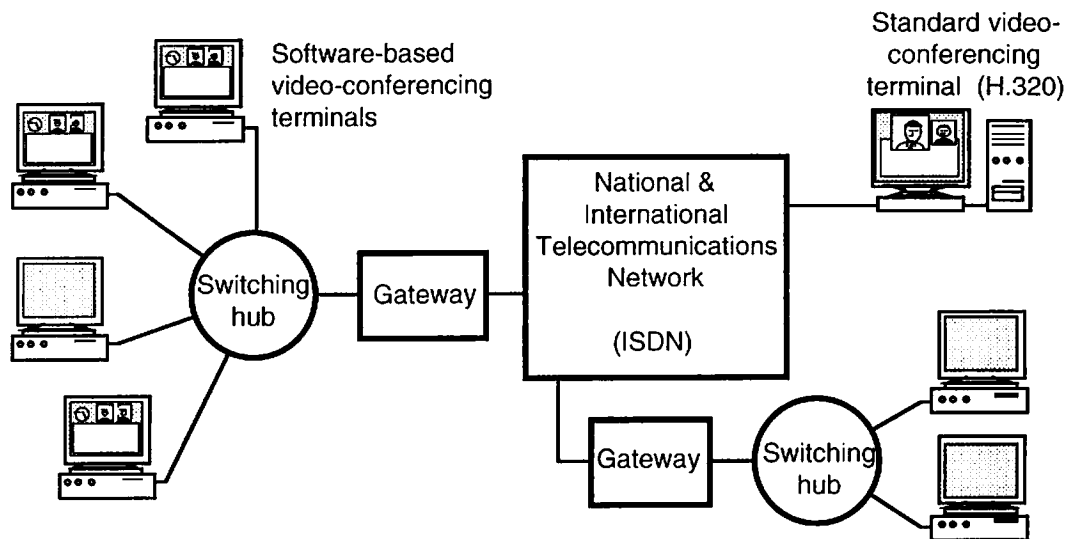 Software-based
video-conferencing
terminals
Standard video-
conferencing
terminal (H.320)
National &
International
Telecommunications
Network
(ISDN)
Switching
hub
Gateway
Gateway
Switching
hub